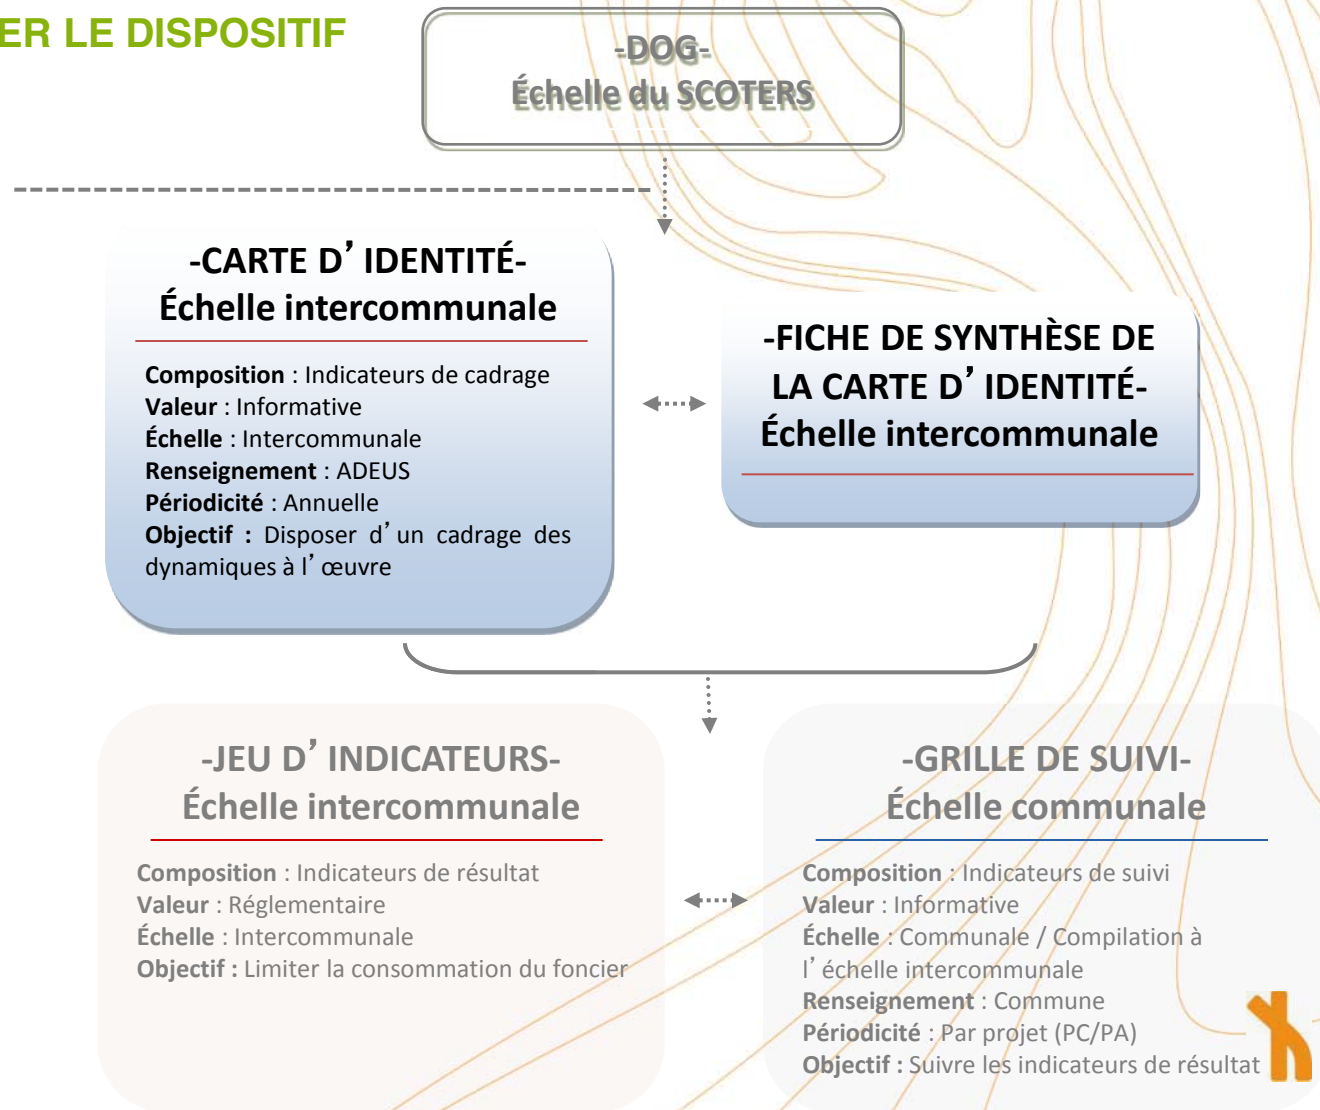 ER LE DISPOSITIF
-DOG-
Échelle du SCOTERS
-CARTE D’ IDENTITÉ-
Échelle intercommunale
Composition : Indicateurs de cadrage
Valeur : Informative
Échelle : Intercommunale
Renseignement : ADEUS
Périodicité : Annuelle
Objectif : Disposer d’ un cadrage des
dynamiques à l’ œuvre
-FICHE DE SYNTHÈSE DE
LA CARTE D’ IDENTITÉ-
Échelle intercommunale
-JEU D’ INDICATEURS-
Échelle intercommunale
Composition : Indicateurs de résultat
Valeur : Réglementaire
Échelle : Intercommunale
Objectif : Limiter la consommation du foncier
-GRILLE DE SUIVI-
Échelle communale
Composition : Indicateurs de suivi
Valeur : Informative
Échelle : Communale / Compilation à
l’ échelle intercommunale
Renseignement : Commune
Périodicité : Par projet (PC/PA)
Objectif : Suivre les indicateurs de résultat